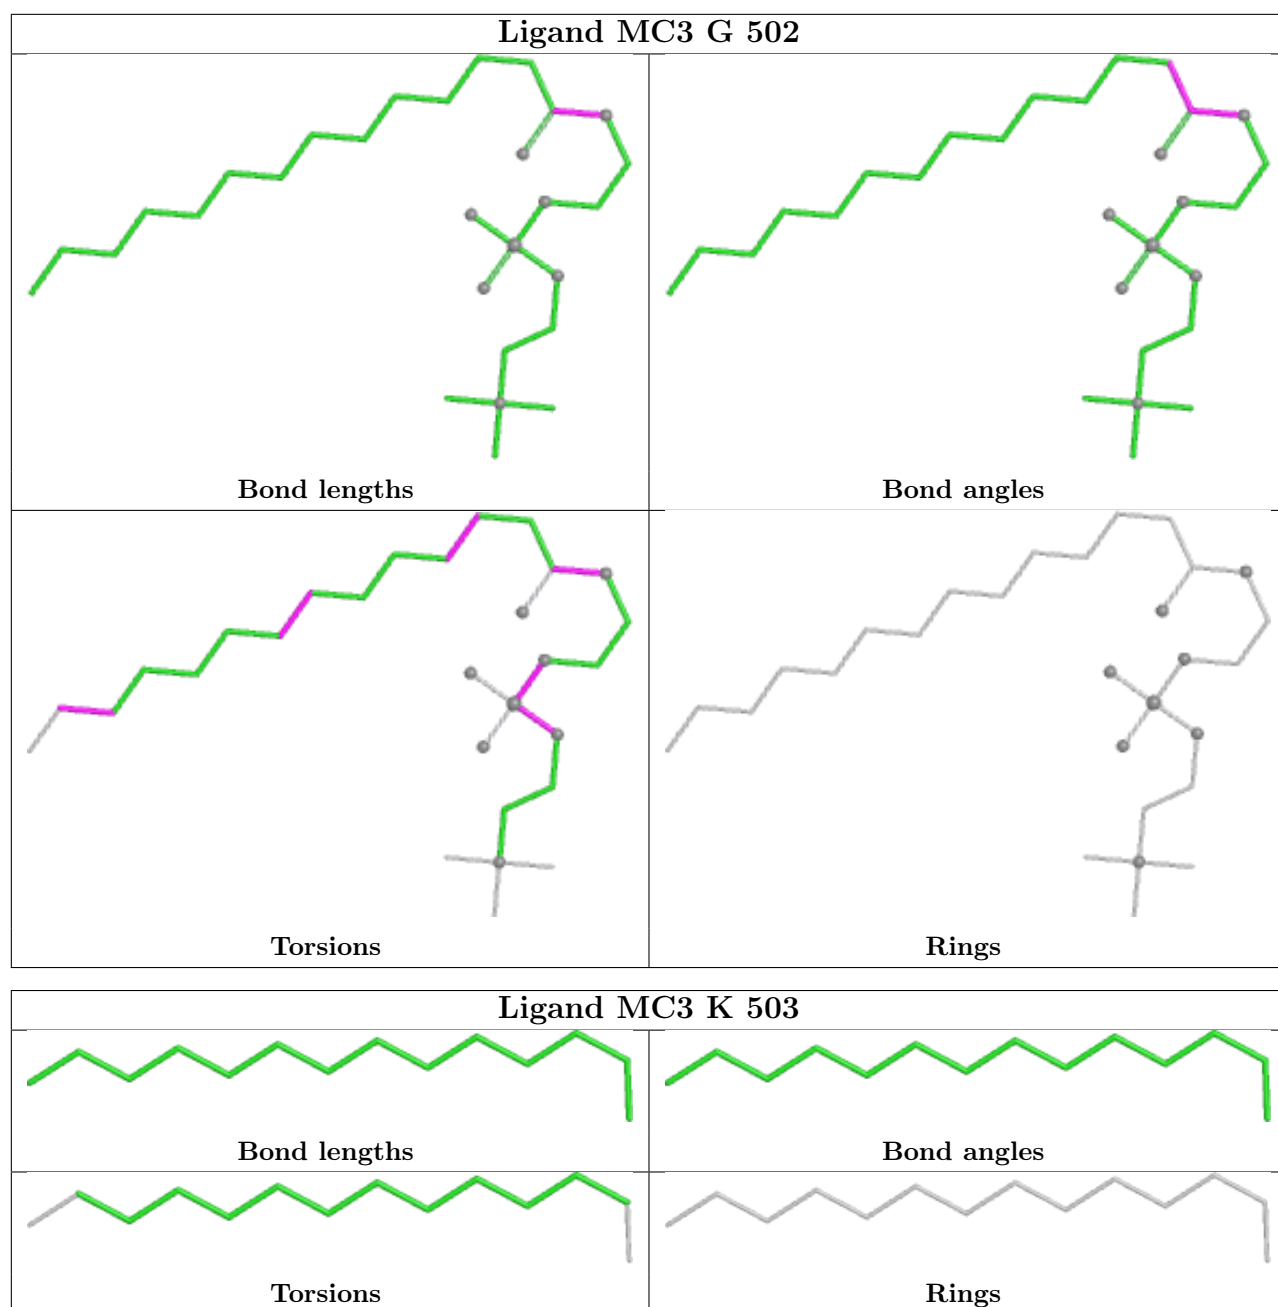 Ligand MC3 G 502
Bond lengths
Bond angles
Torsions
Rings
Ligand MC3 K 503
Bond lengths
Bond angles
Torsions
Rings